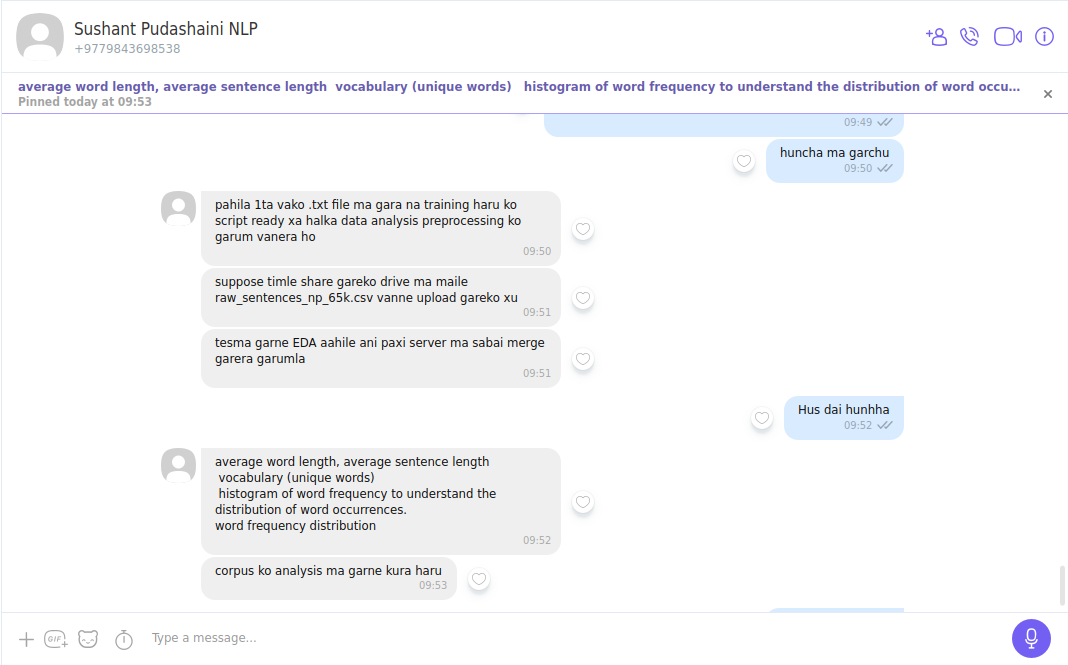 Sushant Pudashaini NLP
+9779843698538
average word length, average sentence length  vocabulary (unique words)   histogram of word frequency to understand the distribution of word occu...
Pinned today at 09:53
09:49
huncha ma garchu
09:50
pahila 1ta vako .txt file ma gara na training haru ko
script ready xa halka data analysis preprocessing ko
garum vanera ho
09:50
suppose timle share gareko drive ma maile
raw_sentences_np_65k.csv vanne upload gareko xu
09:51
tesma garne EDA aahile ani paxi server ma sabai merge
garera garumla
09:51
Hus dai hunhha
09:52
average word length, average sentence length
vocabulary (unique words)
histogram of word frequency to understand the
distribution of word occurrences.
word frequency distribution
09:52
corpus ko analysis ma garne kura haru
09:53
GIF
Type a message...